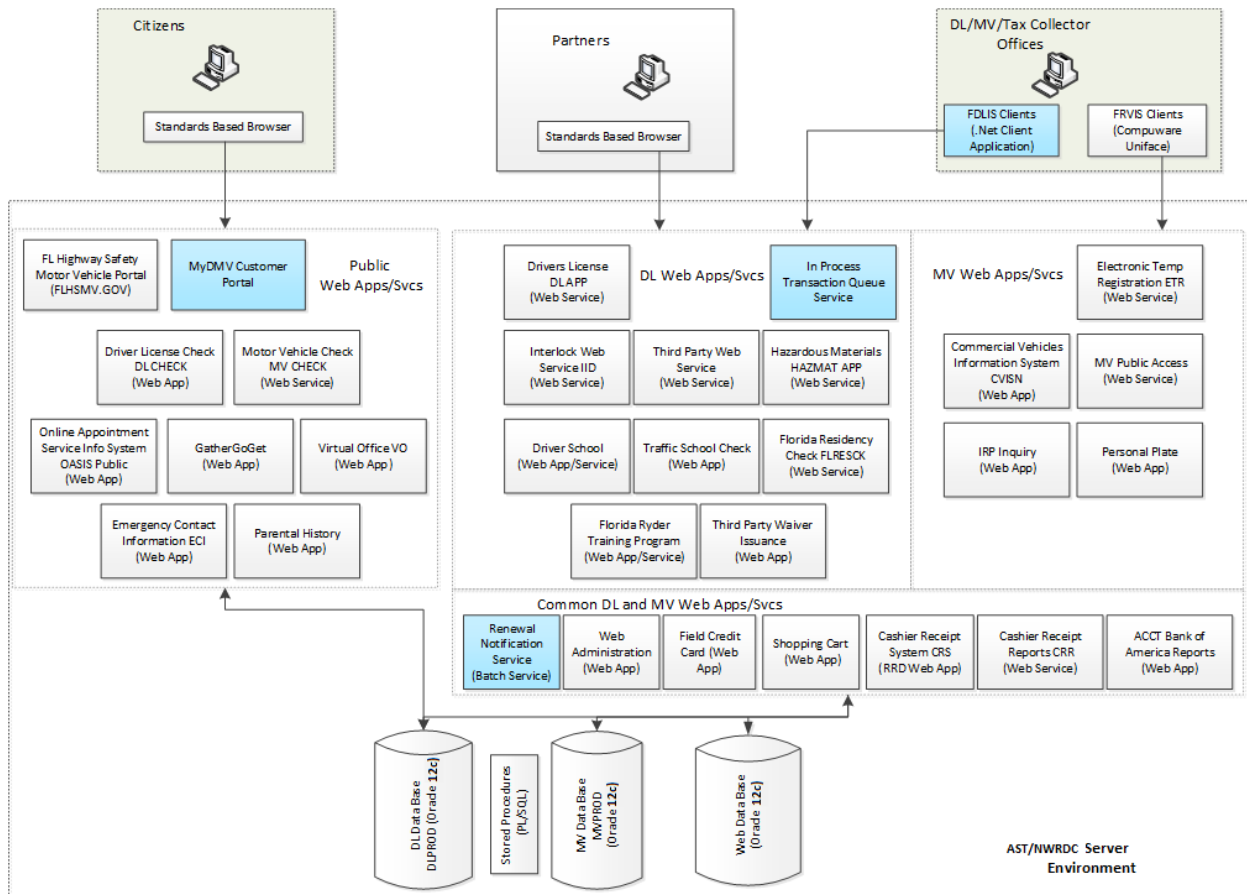 Citizens
Standards Based Browser
Partners
Standards Based Browser
DL/MV/Tax Collector
Offices
FDLIS Clients
(.Net Client
Application)
FRVIS Clients
(Compuware
Uniface)
FL Highway Safety
Motor Vehicle Portal
(FLHSMV.GOV)
MyDMV Customer
Portal
Public
Web Apps/Svcs
Driver License Check
DLCHECK
(Web App)
Motor Vehicle Check
MV CHECK
(Web Service)
Online Appointment
Service Info System
OASIS Public
(Web App)
GatherGoGet
(Web App)
Virtual Office VO
(Web App)
Emergency Contact
Information ECI
(Web App)
Parental History
(Web App)
Drivers License
DLAPP
(Web Service)
DL Web Apps/Svcs
In Process
Transaction Queue
Service
Interlock Web
Service IID
(Web Service)
Third Party Web
Service
(Web Service)
Hazardous Materials
HAZMAT APP
(Web Service)
Driver School
(Web App/Service)
Traffic School Check
(Web App)
Florida Residency
Check FLRESCK
(Web Service)
Florida Ryder
Training Program
(Web App/Service)
Third Party Waiver
Issuance
(Web App)
MV Web Apps/Svcs
Electronic Temp
Registration ETR
(Web Service)
Commercial Vehicles
Information System
CVISN
(Web App)
MV Public Access
(Web Service)
IRP Inquiry
(Web App)
Personal Plate
(Web App)
Common DL and MV Web Apps/Svcs
Renewal
Notification
Service
(Batch Service)
Web
Administration
(Web App)
Field Credit
Card (Web
App)
Shopping Cart
(Web App)
Cashier Receipt
System CRS
(RRD Web App)
Cashier Receipt
Reports CRR
(Web Service)
ACCT Bank of
America Reports
(Web App)
DL Data Base
DLPROD (Oracle 12c)
Stored Procedures
(PL/SQL)
MV Data Base
MVPROD
(Oracle 12c)
Web Data Base
(Oracle 12c)
AST/NWRDC Server
Environment